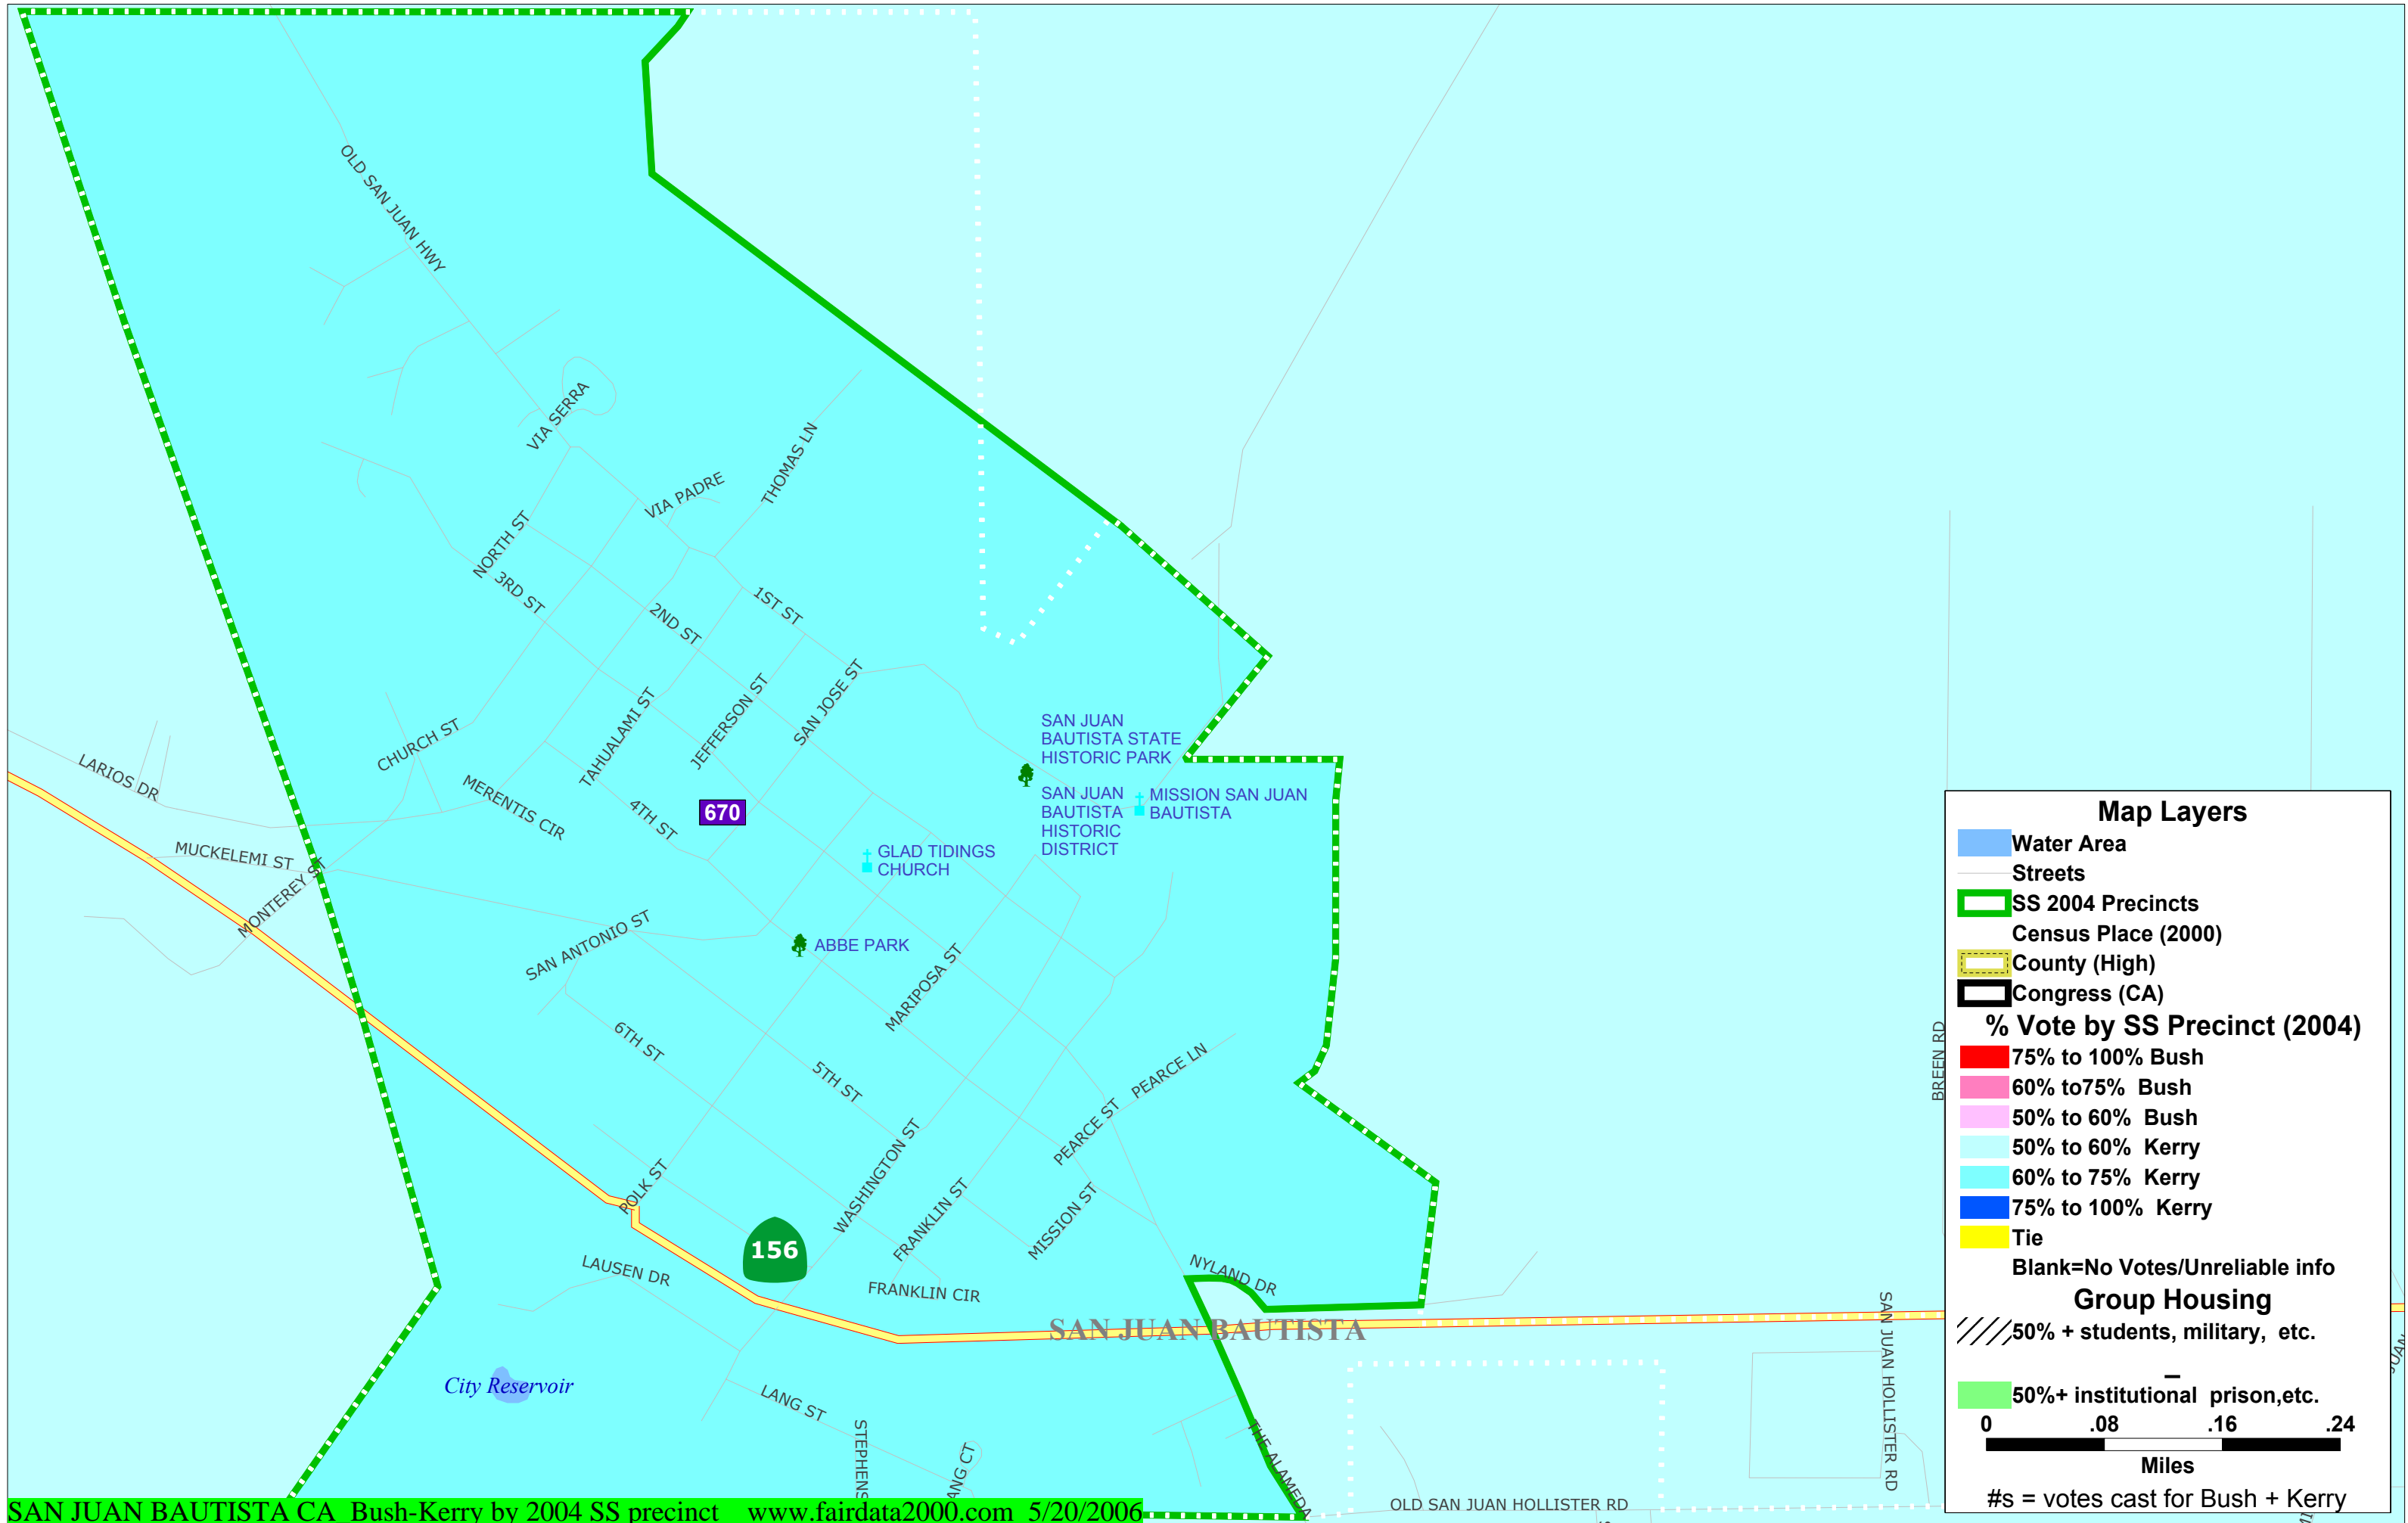 OLD SAN JUAN HWY
VIA SERRA
VIA PADRE
THOMAS LN
NORTH ST
3RD ST
2ND ST
1ST ST
TAHUALAMI ST
JEFFERSON ST
SAN JOSE ST
CHURCH ST
LARIOS DR
MERENTIS CIR
4TH ST
670
MUCKELEMI ST
MONTEREY ST
SAN JUAN
BAUTISTA STATE
HISTORIC PARK
SAN JUAN
BAUTISTA
HISTORIC
DISTRICT
MISSION SAN JUAN
BAUTISTA
GLAD TIDINGS
CHURCH
ABBE PARK
SAN ANTONIO ST
MARIPOSA ST
6TH ST
5TH ST
PEARCE LN
PEARCE ST
POLK ST
WASHINGTON ST
FRANKLIN ST
MISSION ST
156
LAUSEN DR
FRANKLIN CIR
NYLAND DR
SAN JUAN BAUTISTA
City Reservoir
LANG ST
STEPHENS
ANG CT
THE ALAMEDA
OLD SAN JUAN HOLLISTER RD
SAN JUAN HOLLISTER RD
BREEN RD
JUAN
Map Layers
Water Area
Streets
SS 2004 Precincts
Census Place (2000)
County (High)
Congress (CA)
% Vote by SS Precinct (2004)
75% to 100% Bush
60% to75% Bush
50% to 60% Bush
50% to 60% Kerry
60% to 75% Kerry
75% to 100% Kerry
Tie
Blank=No Votes/Unreliable info
Group Housing
50% + students, military, etc.
50%+ institutional prison,etc.
0 .08 .16 .24
Miles
#s = votes cast for Bush + Kerry
SAN JUAN BAUTISTA CA Bush-Kerry by 2004 SS precinct www.fairdata2000.com 5/20/2006